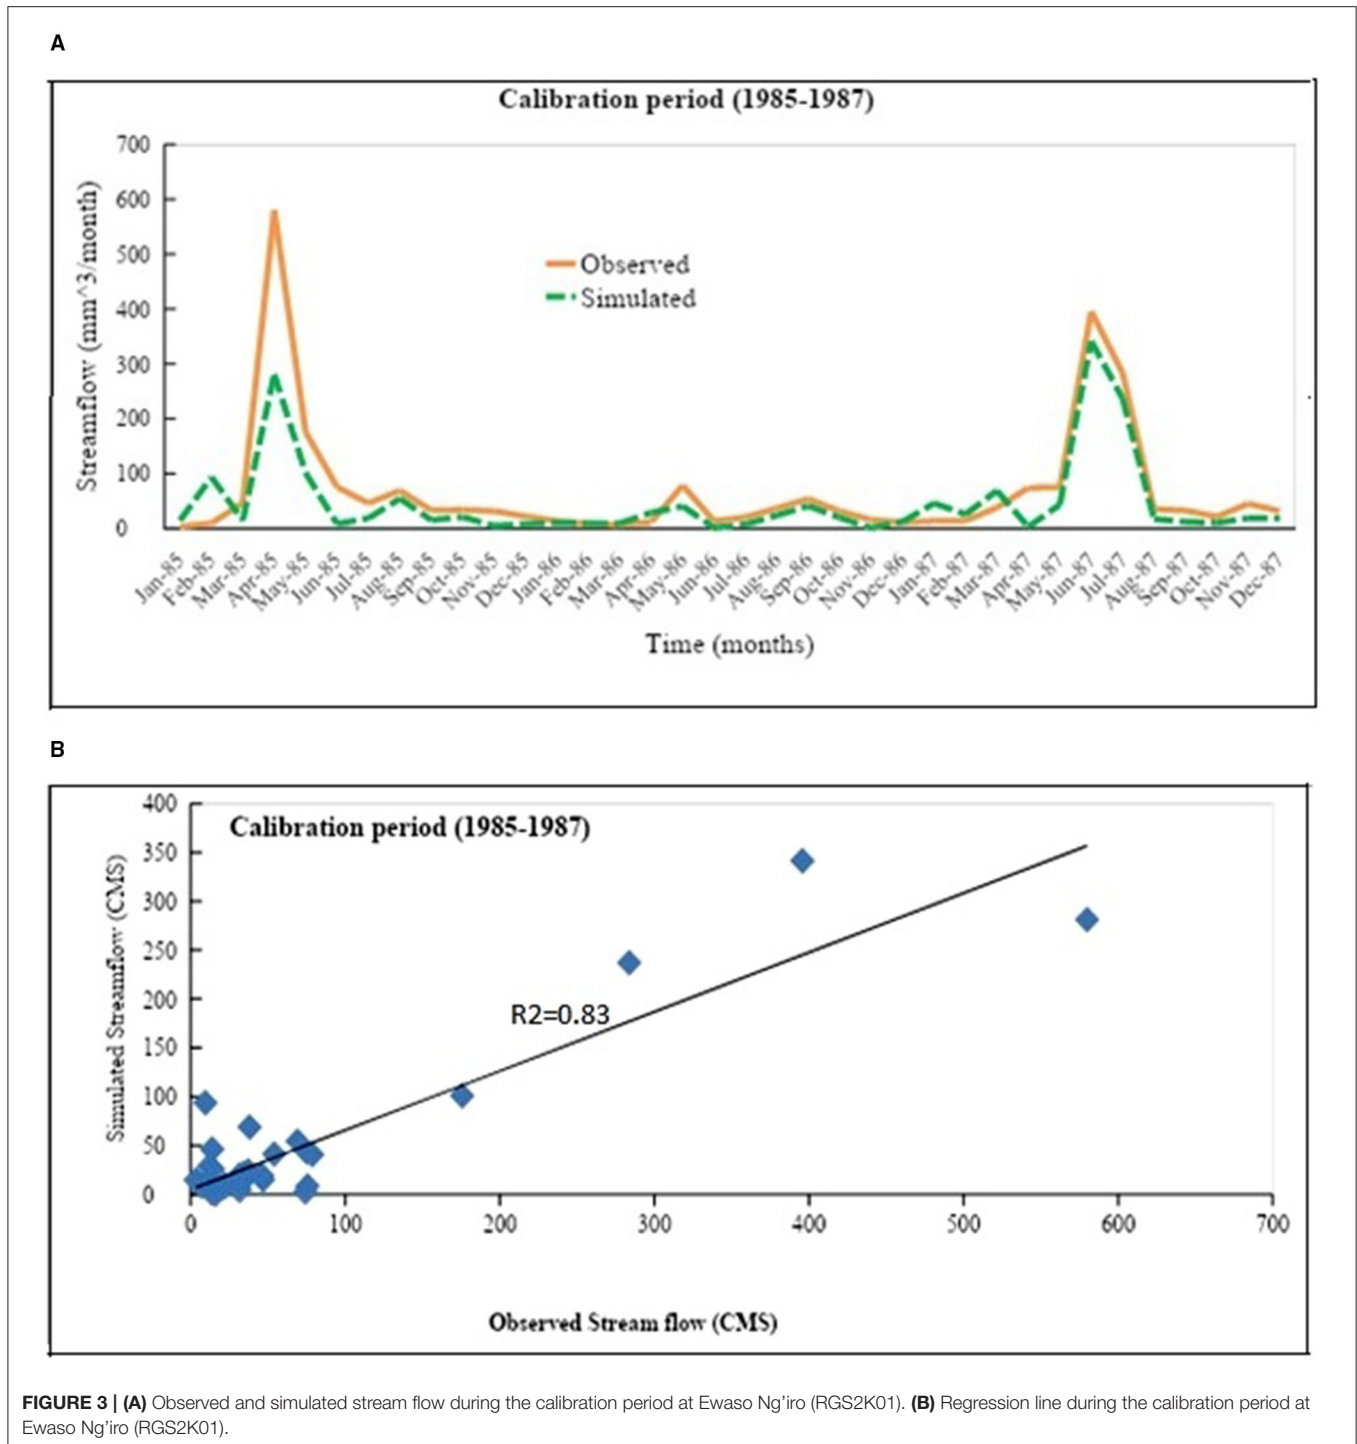 A
Calibration period (1985-1987)
700
600
500
400
300
200
100
0
Streamflow (mm^3/month)
Observed
Simulated
Jan-85
Feb-85
Mar-85
Apr-85
May-85
Jun-85
Jul-85
Aug-85
Sep-85
Oct-85
Nov-85
Dec-85
Jan-86
Feb-86
Mar-86
Apr-86
May-86
Jun-86
Jul-86
Aug-86
Sep-86
Oct-86
Nov-86
Dec-86
Jan-87
Feb-87
Mar-87
Apr-87
May-87
Jun-87
Jul-87
Aug-87
Sep-87
Oct-87
Nov-87
Dec-87
Time (months)
B
Calibration period (1985-1987)
400
350
300
250
200
150
100
50
0
Simulated Streamflow (CMS)
R2=0.83
0 100 200 300 400 500 600 700
Observed Stream flow (CMS)
FIGURE 3 | (A) Observed and simulated stream flow during the calibration period at Ewaso Ng'iro (RGS2K01). (B) Regression line during the calibration period at
Ewaso Ng'iro (RGS2K01).